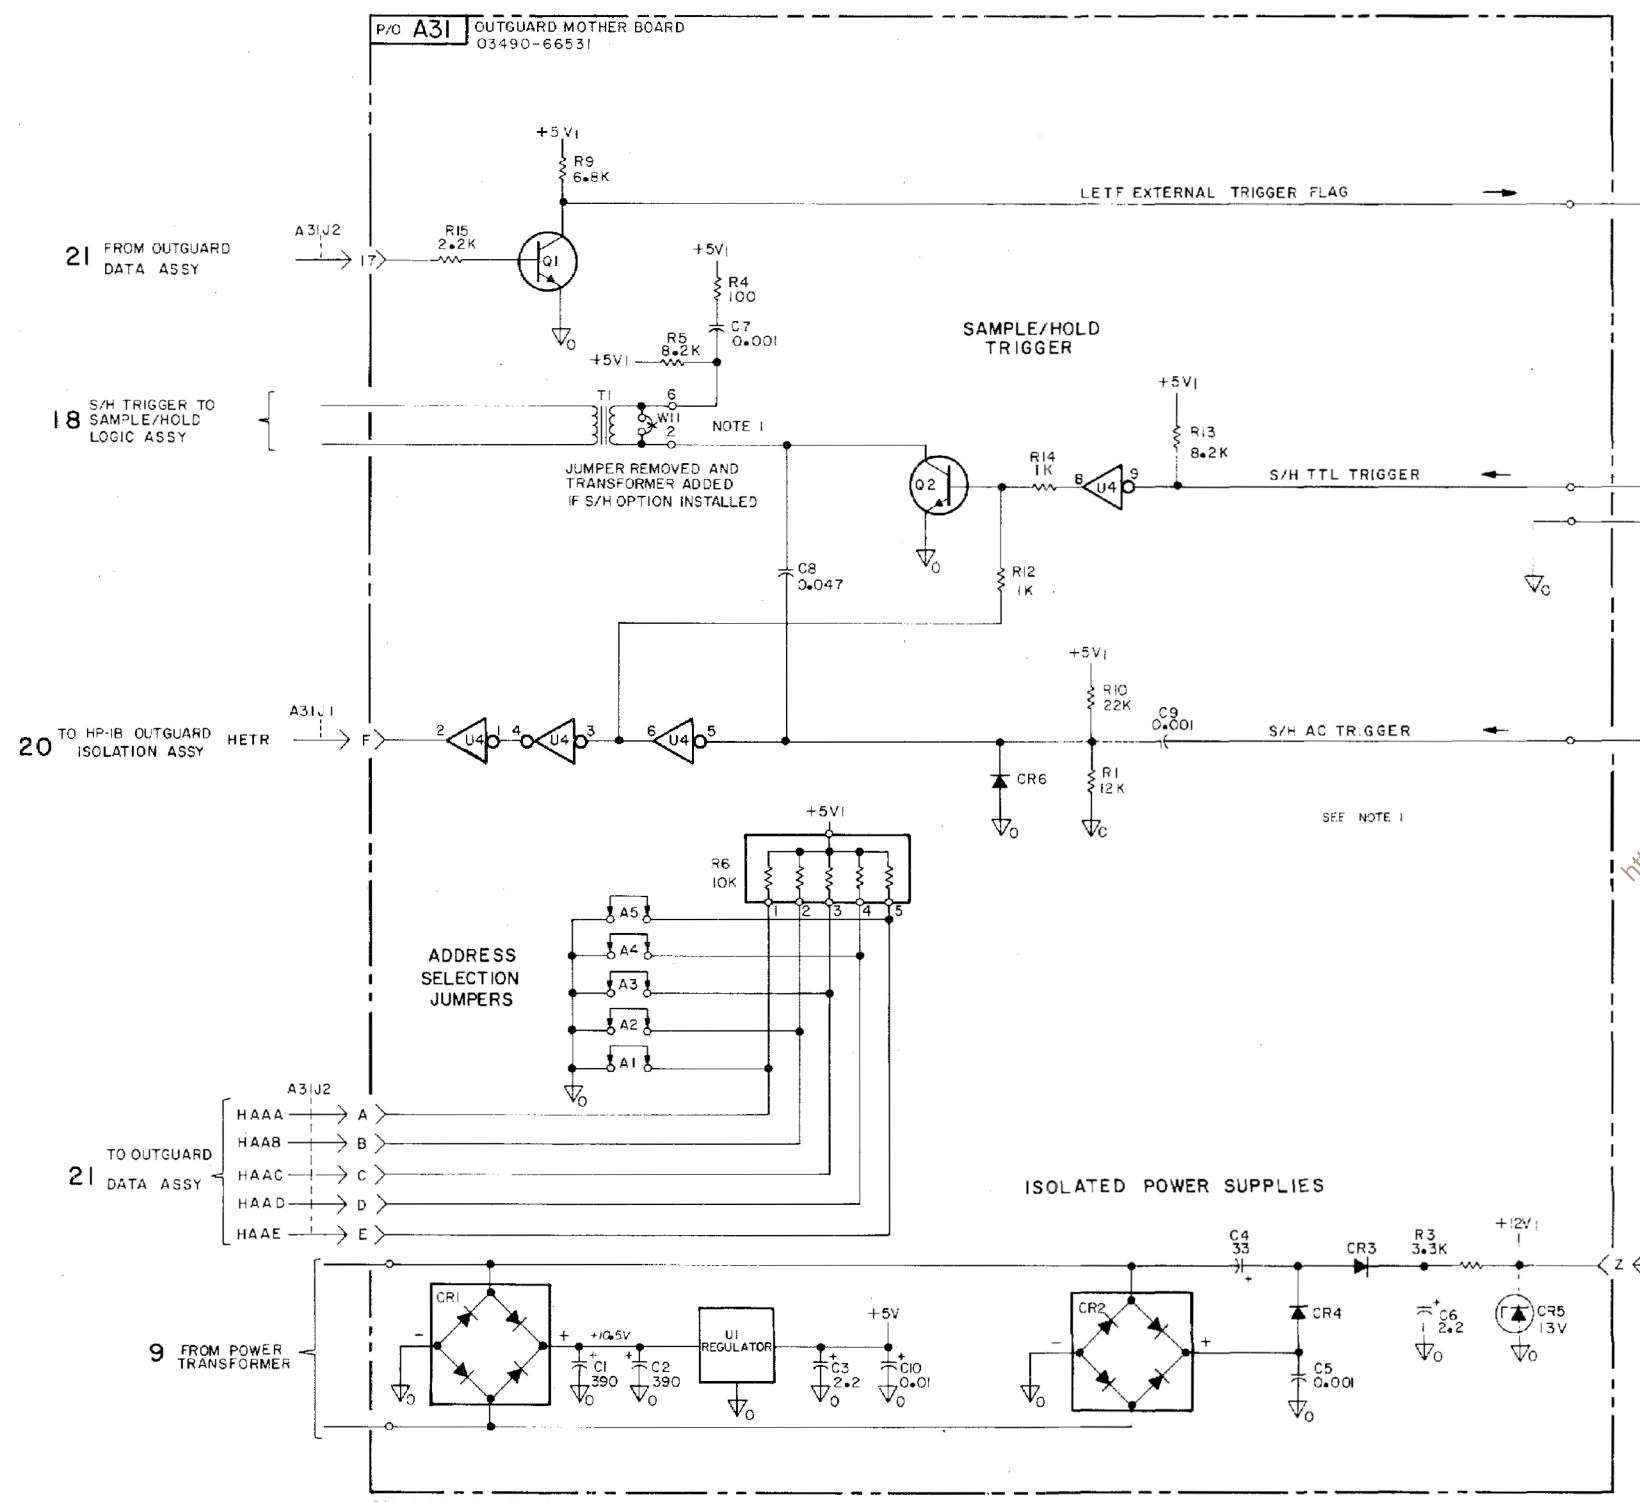 P/O A31 OUTGUARD MOTHER BOARD
03490-66531
+5V1
R9
6.8K
LETF EXTERNAL TRIGGER FLAG
A31J2
21 FROM OUTGUARD
DATA ASSY
17
R15
2.2K
Q1
O
+5V1
R4
100
C7
0.001
R5
8.2K
+5V1
SAMPLE/HOLD
TRIGGER
18 S/H TRIGGER TO
SAMPLE/HOLD
LOGIC ASSY
T1
6
W11
2
NOTE 1
JUMPER REMOVED AND
TRANSFORMER ADDED
IF S/H OPTION INSTALLED
+5V1
R13
8.2K
R14
1K
Q2
8 U4 9
S/H TTL TRIGGER
O
C
C8
0.047
R12
1K
+5V1
R10
22K
C9
0.001
S/H AC TRIGGER
20 TO HP-IB OUTGUARD
ISOLATION ASSY
HETR
A31J1
F
2 U4 1
4 U4 3
6 U4 5
CR6
O
R1
12K
C
SEE NOTE 1
+5V1
R6
10K
1 2 3 4 5
ADDRESS
SELECTION
JUMPERS
A5
A4
A3
A2
A1
O
A31J2
21 TO OUTGUARD
DATA ASSY
HAAA A
HAAB B
HAAC C
HAAD D
HAAE E
ISOLATED POWER SUPPLIES
9 FROM POWER
TRANSFORMER
CR1
-
+
O
+10.5V
+
C1
390
O
+
C2
390
O
U1
REGULATOR
O
+5V
+
C3
2.2
O
+
C10
0.01
O
CR2
-
+
O
C4
33
+
CR3
CR4
C5
0.001
O
R3
3.3K
+12V1
Z
+
C6
2.2
O
CR5
13V
O